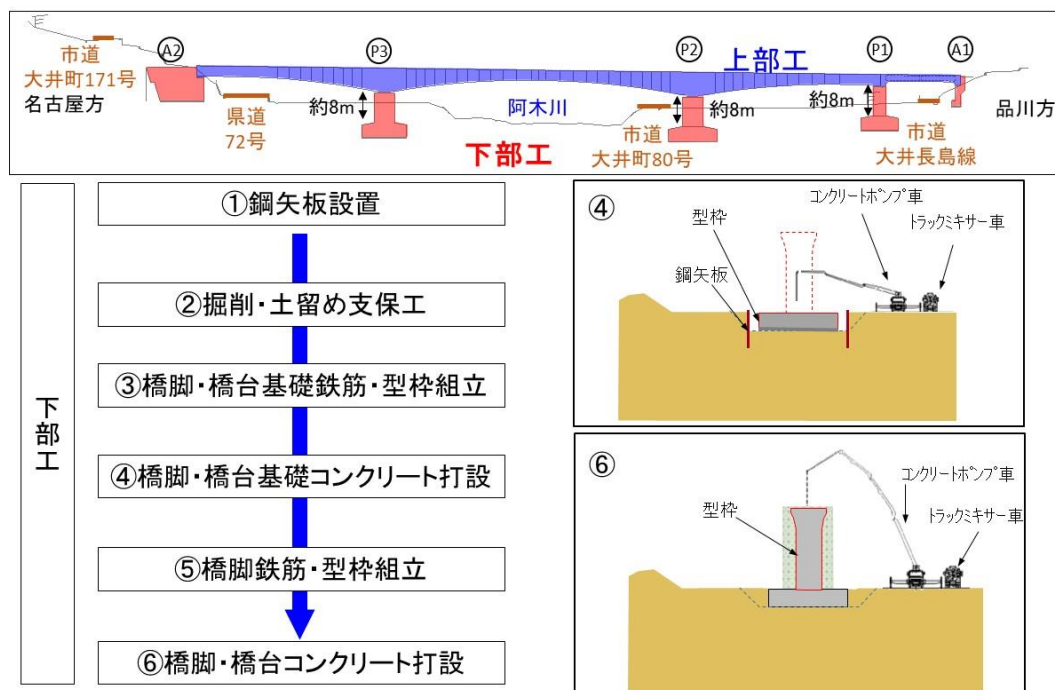 市道
大井町171号
名古屋方
A2
P3
P2
P1
A1
上部工
約8m
約8m
約8m
阿木川
品川方
県道
72号
市道
大井町80号
市道
大井長島線
下部工
下部工
①鋼矢板設置
②掘削・土留め支保工
③橋脚・橋台基礎鉄筋・型枠組立
④橋脚・橋台基礎コンクリート打設
⑤橋脚鉄筋・型枠組立
⑥橋脚・橋台コンクリート打設
④
コンクリートポンプ車
トラックミキサー車
型枠
鋼矢板
⑥
コンクリートポンプ車
トラックミキサー車
型枠